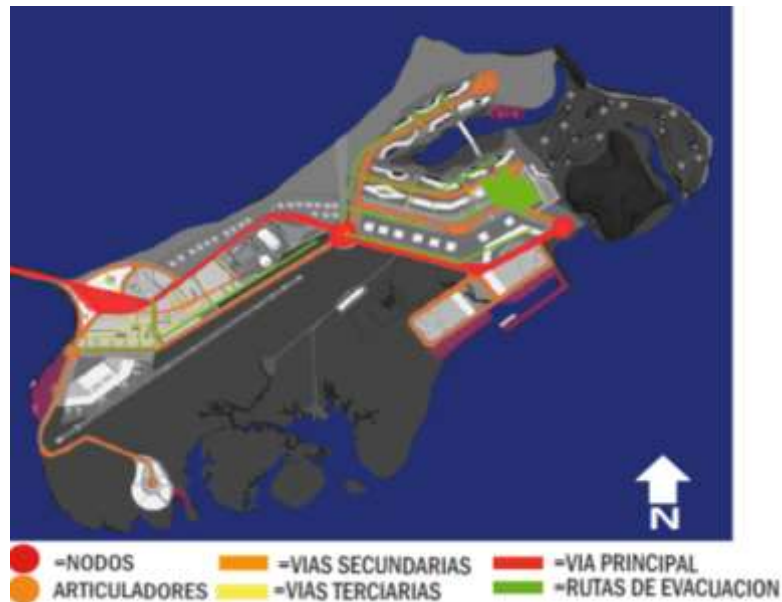 N
=NODOS =VIAS SECUNDARIAS =VIA PRINCIPAL
ARTICULADORES =VIAS TERCIARIAS =RUTAS DE EVACUACION